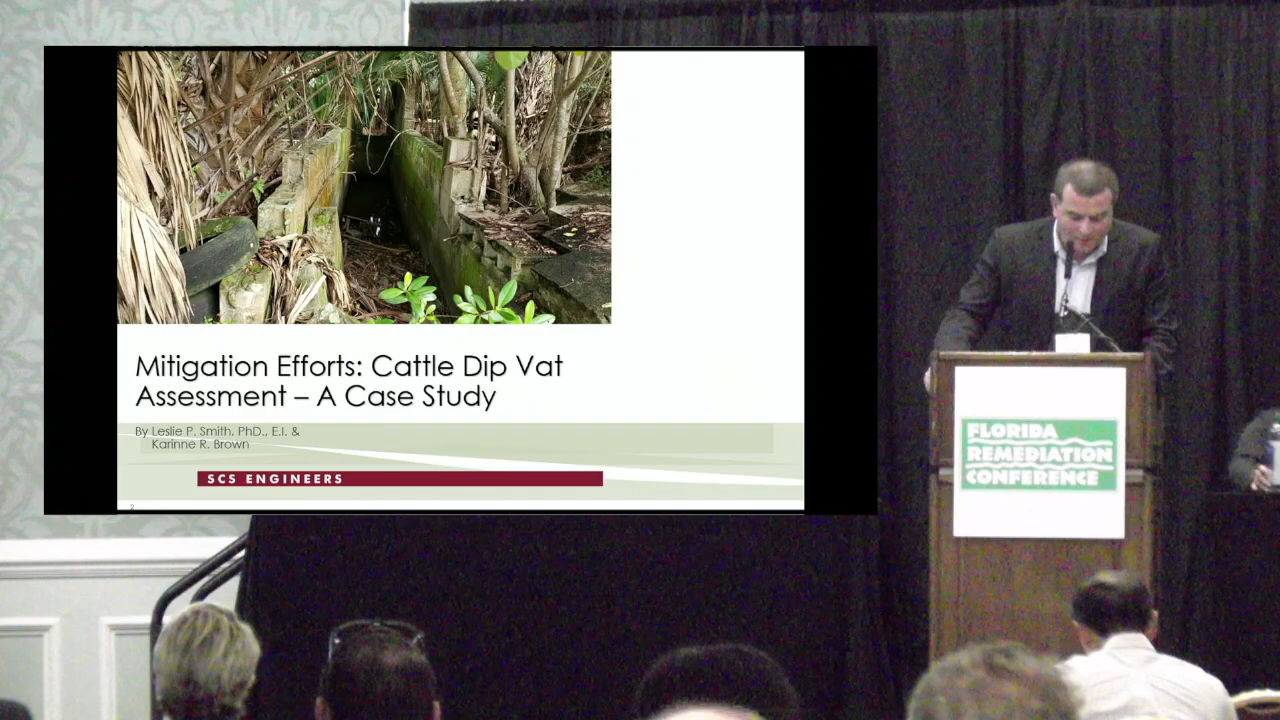 Mitigation Efforts: Cattle Dip Vat
Assessment – A Case Study
By Leslie P. Smith, PhD., E.I. &
Karinne R. Brown
SCS ENGINEERS
2
FLORIDA
REMEDIATION
CONFERENCE